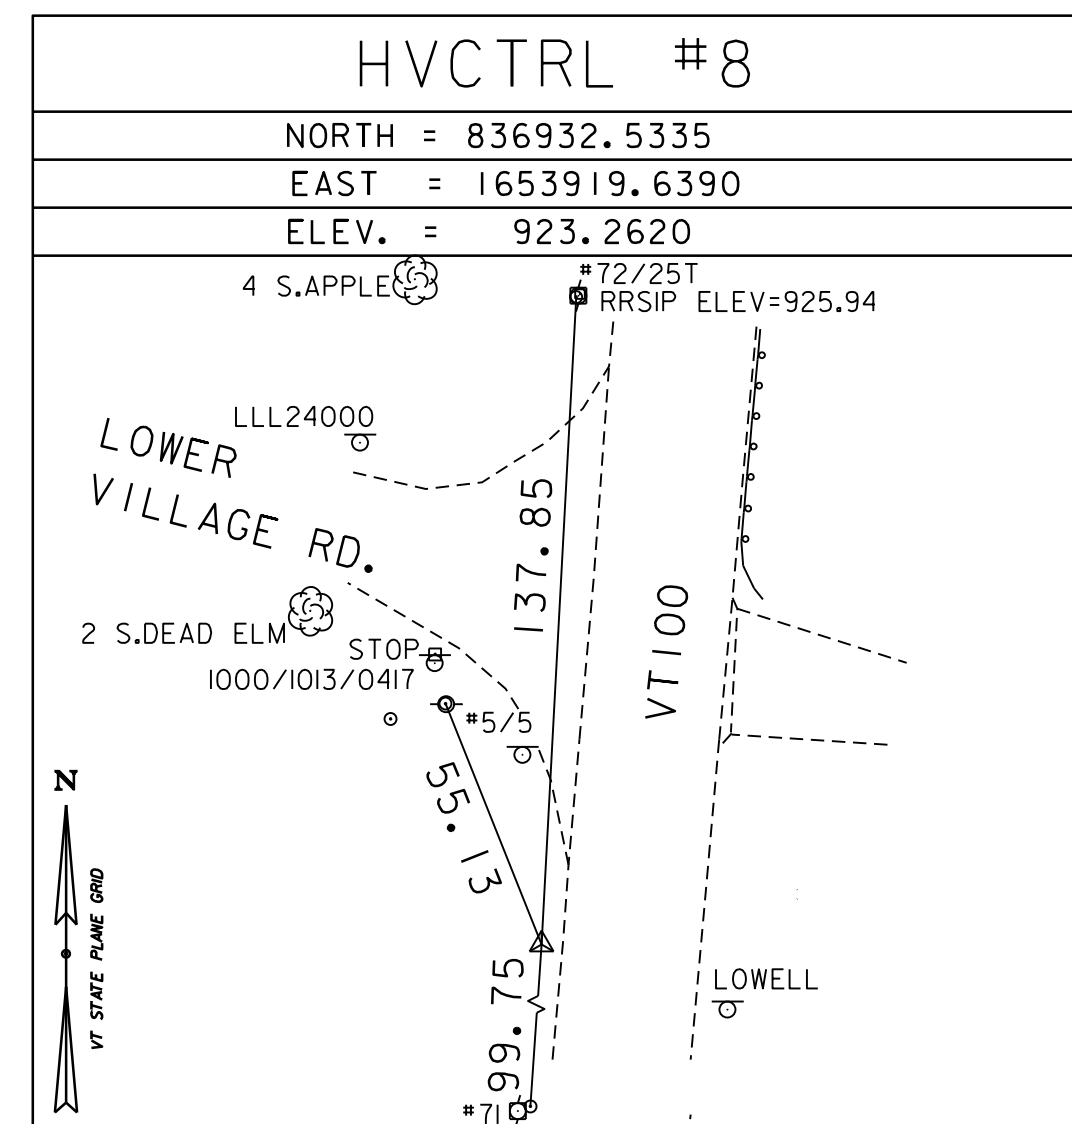 HVCTRL #8
NORTH = 836932.5335
EAST = 1653919.6390
ELEV. = 923.2620
4 S.APPLE
#72/25T
RRSIP ELEV=925.94
LLL24000
LOWER
VILLAGE RD.
137.85
2 S.DEAD ELM
STOP
1000/1013/0417
VT100
#5/5
55.13
N
VT STATE PLANE GRID
99.75
LOWELL
#71